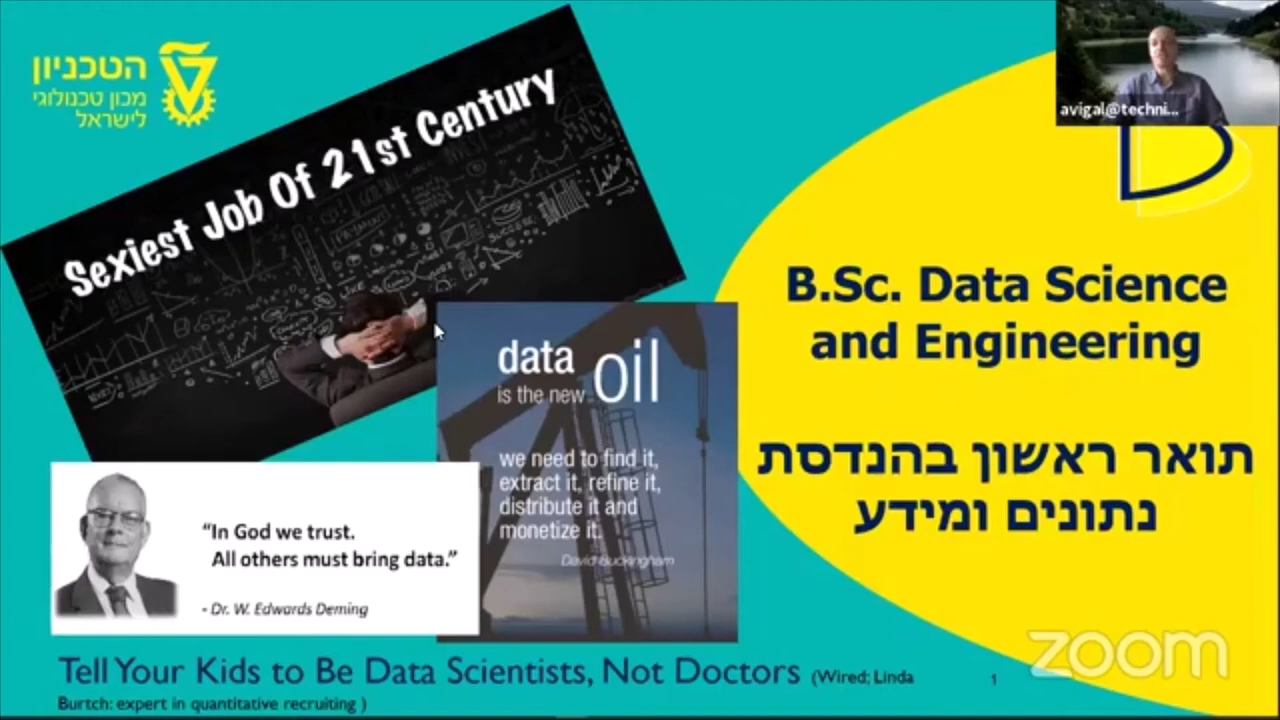 הטכניון
מכון טכנולוגי
לישראל
Sexiest Job Of 21st Century
avigal@techni...
B.Sc. Data Science
and Engineering
תואר ראשון בהנדסת
נתונים ומידע
data
is the new oil
we need to find it,
extract it, refine it,
distribute it and
monetize it.
David Buckingham
“In God we trust.
All others must bring data.”
- Dr. W. Edwards Deming
Tell Your Kids to Be Data Scientists, Not Doctors (Wired; Linda
Burtch: expert in quantitative recruiting )
1
zoom